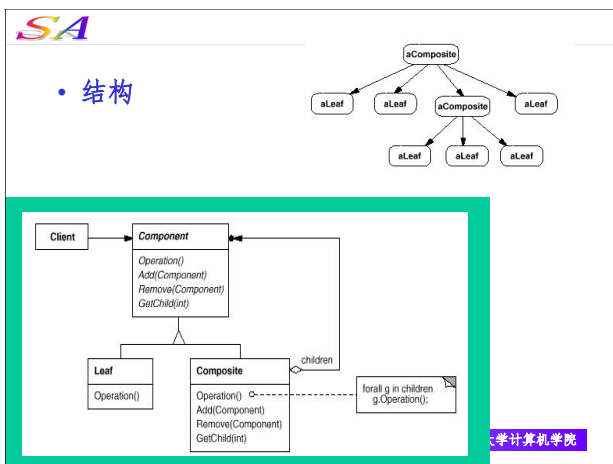 SA
• 结构
aComposite
aLeaf
aLeaf
aComposite
aLeaf
aLeaf
aLeaf
aLeaf
Client
Component
Operation()
Add(Component)
Remove(Component)
GetChild(int)
children
Leaf
Operation()
Composite
Operation()
Add(Component)
Remove(Component)
GetChild(int)
forall g in children
g.Operation();
大学计算机学院